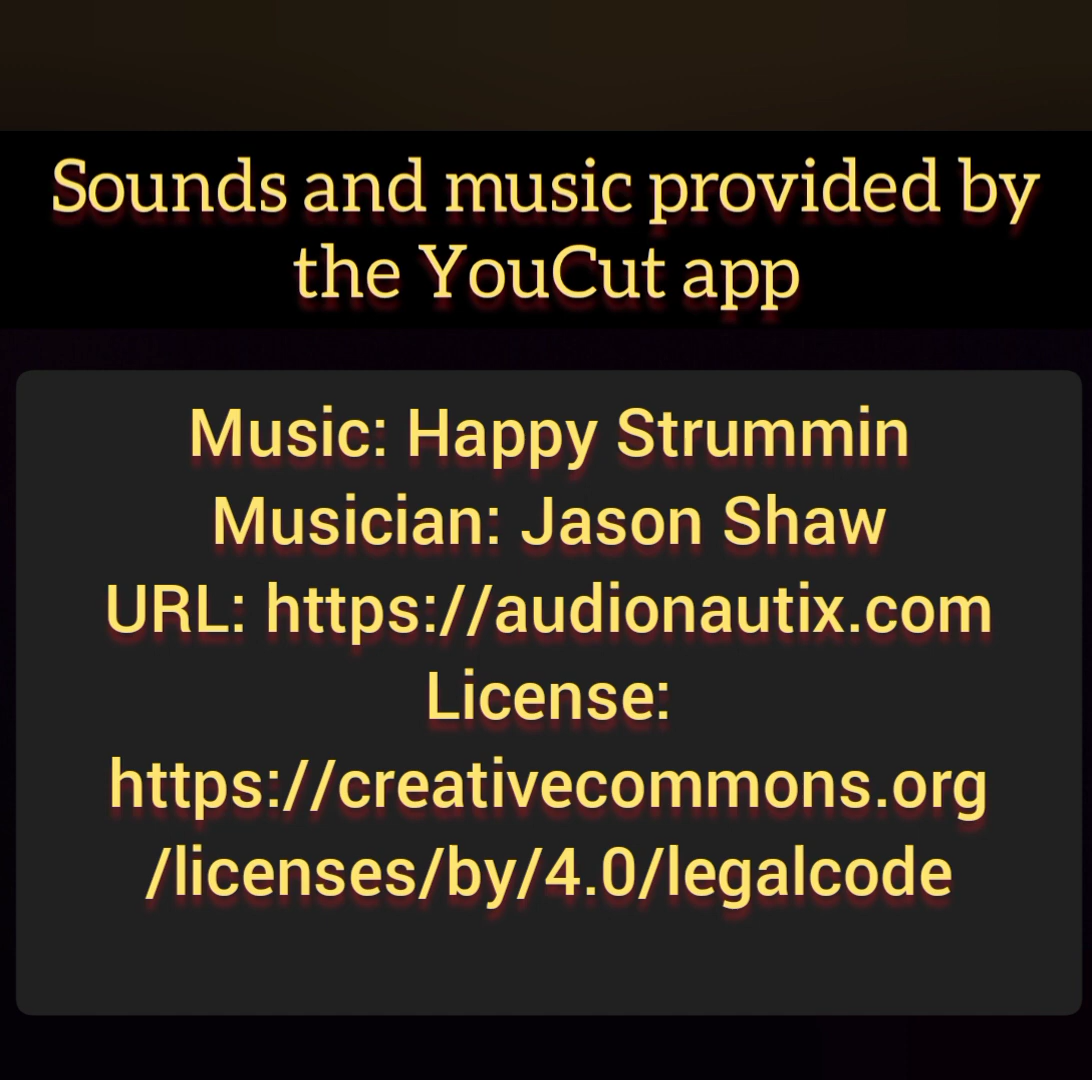 Sounds and music provided by
the YouCut app
Music: Happy Strummin
Musician: Jason Shaw
URL: https://audionautix.com
License:
https://creativecommons.org
/licenses/by/4.0/legalcode